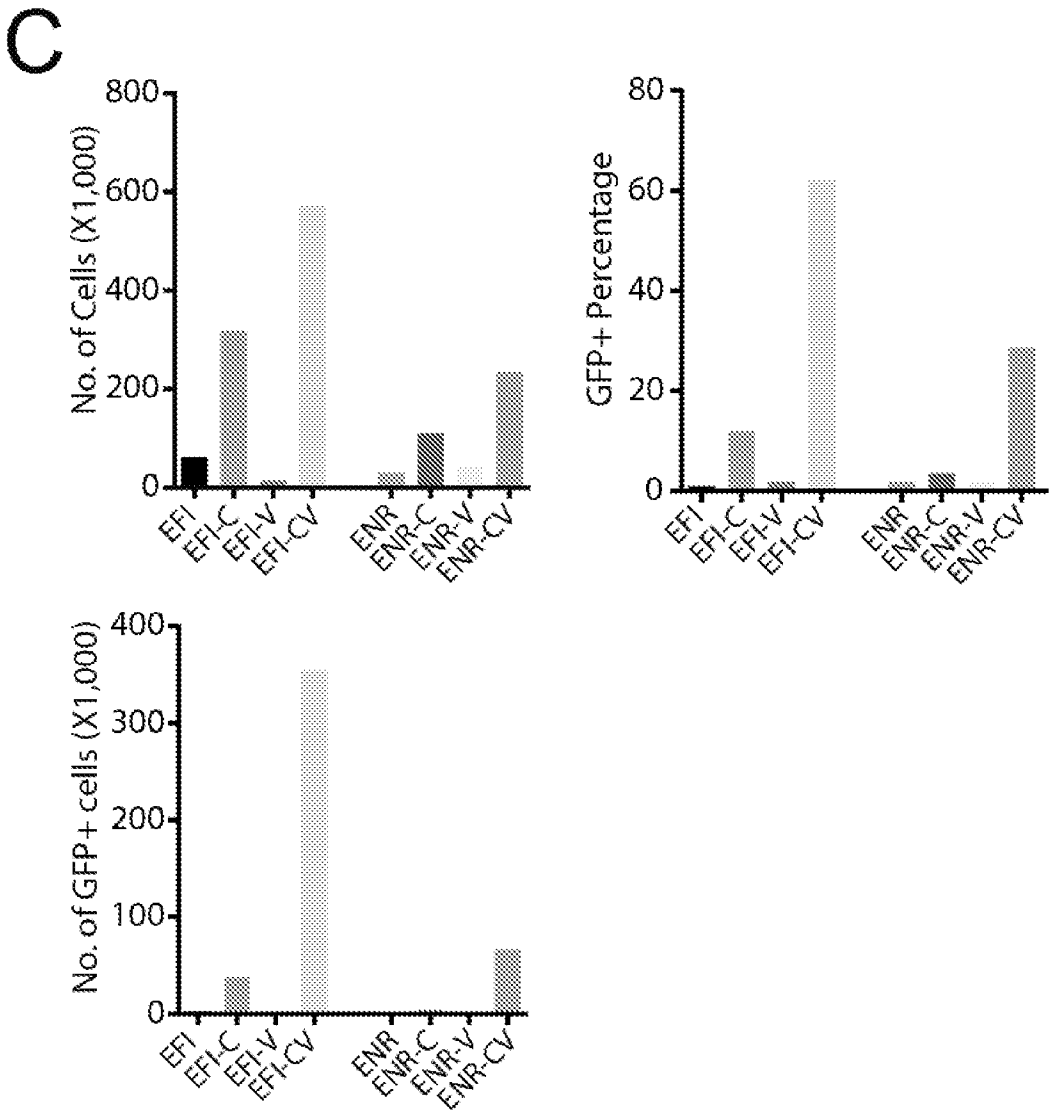 C
No. of Cells (X1,000)
800
600
400
200
0
EFI
EFI-C
EFI-V
EFI-CV
ENR
ENR-C
ENR-V
ENR-CV
GFP+ Percentage
80
60
40
20
0
EFI
EFI-C
EFI-V
EFI-CV
ENR
ENR-C
ENR-V
ENR-CV
No. of GFP+ cells (X1,000)
400
300
200
100
0
EFI
EFI-C
EFI-V
EFI-CV
ENR
ENR-C
ENR-V
ENR-CV